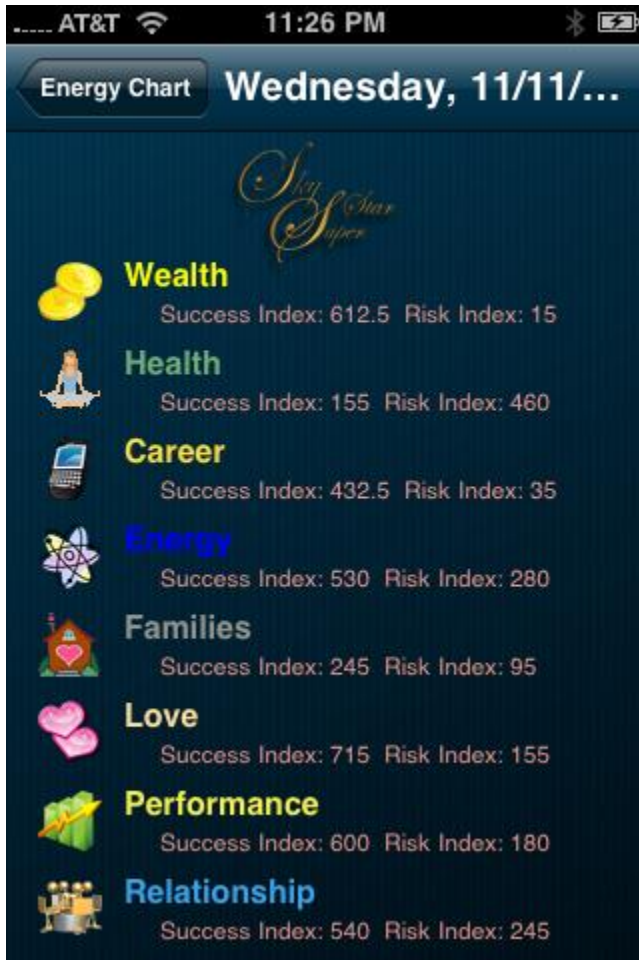 ..... AT&T 11:26 PM
Energy Chart Wednesday, 11/11/...
Sky Star
Super
Wealth
Success Index: 612.5 Risk Index: 15
Health
Success Index: 155 Risk Index: 460
Career
Success Index: 432.5 Risk Index: 35
Energy
Success Index: 530 Risk Index: 280
Families
Success Index: 245 Risk Index: 95
Love
Success Index: 715 Risk Index: 155
Performance
Success Index: 600 Risk Index: 180
Relationship
Success Index: 540 Risk Index: 245